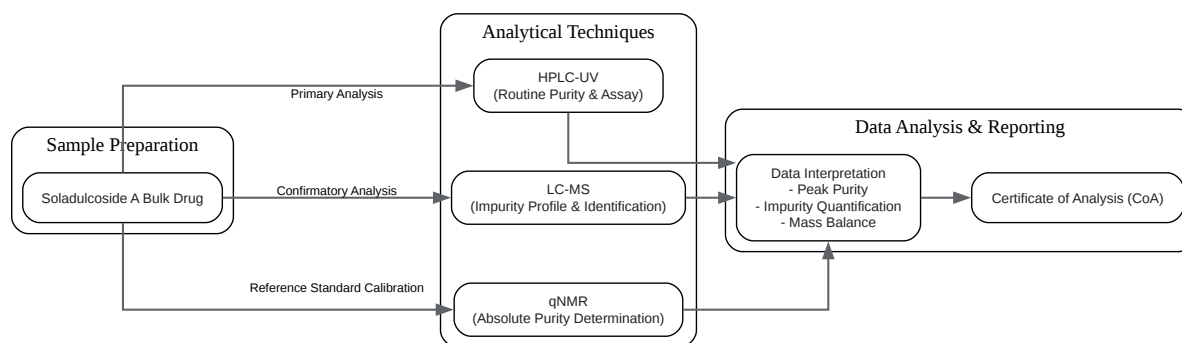 Analytical Techniques
HPLC-UV
(Routine Purity & Assay)
Primary Analysis
Data Analysis & Reporting
Sample Preparation
Data Interpretation
- Peak Purity
- Impurity Quantification
- Mass Balance
Soladulcoside A Bulk Drug
Confirmatory Analysis
LC-MS
(Impurity Profile & Identification)
Certificate of Analysis (CoA)
Reference Standard Calibration
qNMR
(Absolute Purity Determination)